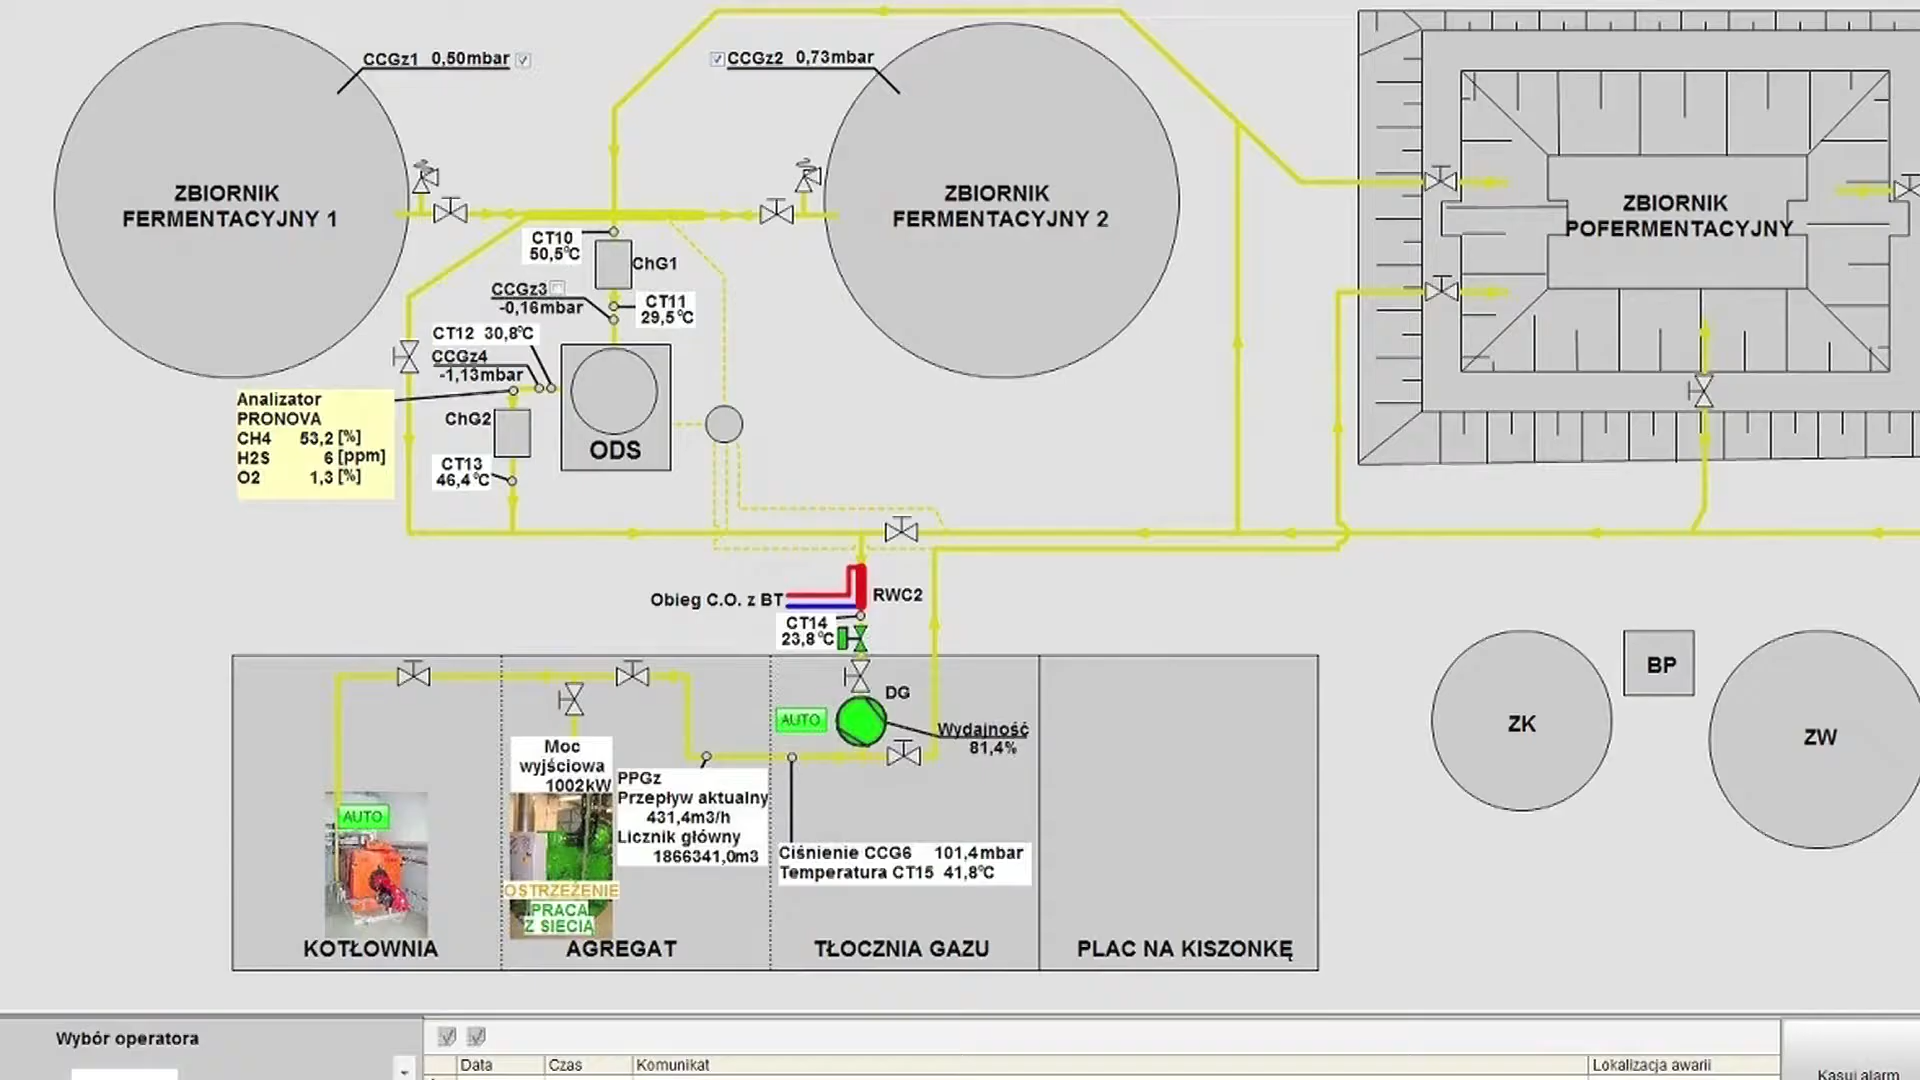 CCGz1 0,50mbar
CCGz2 0,73mbar
ZBIORNIK
FERMENTACYJNY 1
ZBIORNIK
FERMENTACYJNY 2
ZBIORNIK
POFERMENTACYJNY
CT10
50,5°C
ChG1
CCGz3
-0,16mbar
CT11
29,5°C
CT12 30,8°C
CCGz4
-1,13mbar
Analizator
PRONOVA
CH4 53,2 [%]
H2S 6 [ppm]
O2 1,3 [%]
ChG2
ODS
CT13
46,4°C
Obieg C.O. z BT
RWC2
CT14
23,8°C
DG
AUTO
Wydajność
81,4%
Moc
wyjściowa
1002kW
PPGz
Przepływ aktualny
431,4m3/h
Licznik główny
1866341,0m3
AUTO
Ciśnienie CCG6 101,4mbar
Temperatura CT15 41,8°C
OSTRZEŻENIE
PRACA
Z SIECIĄ
KOTŁOWNIA
AGREGAT
TŁOCZNIA GAZU
PLAC NA KISZONKĘ
ZK
BP
ZW
Wybór operatora
Data
Czas
Komunikat
Lokalizacja awarii
Kasuj alarm